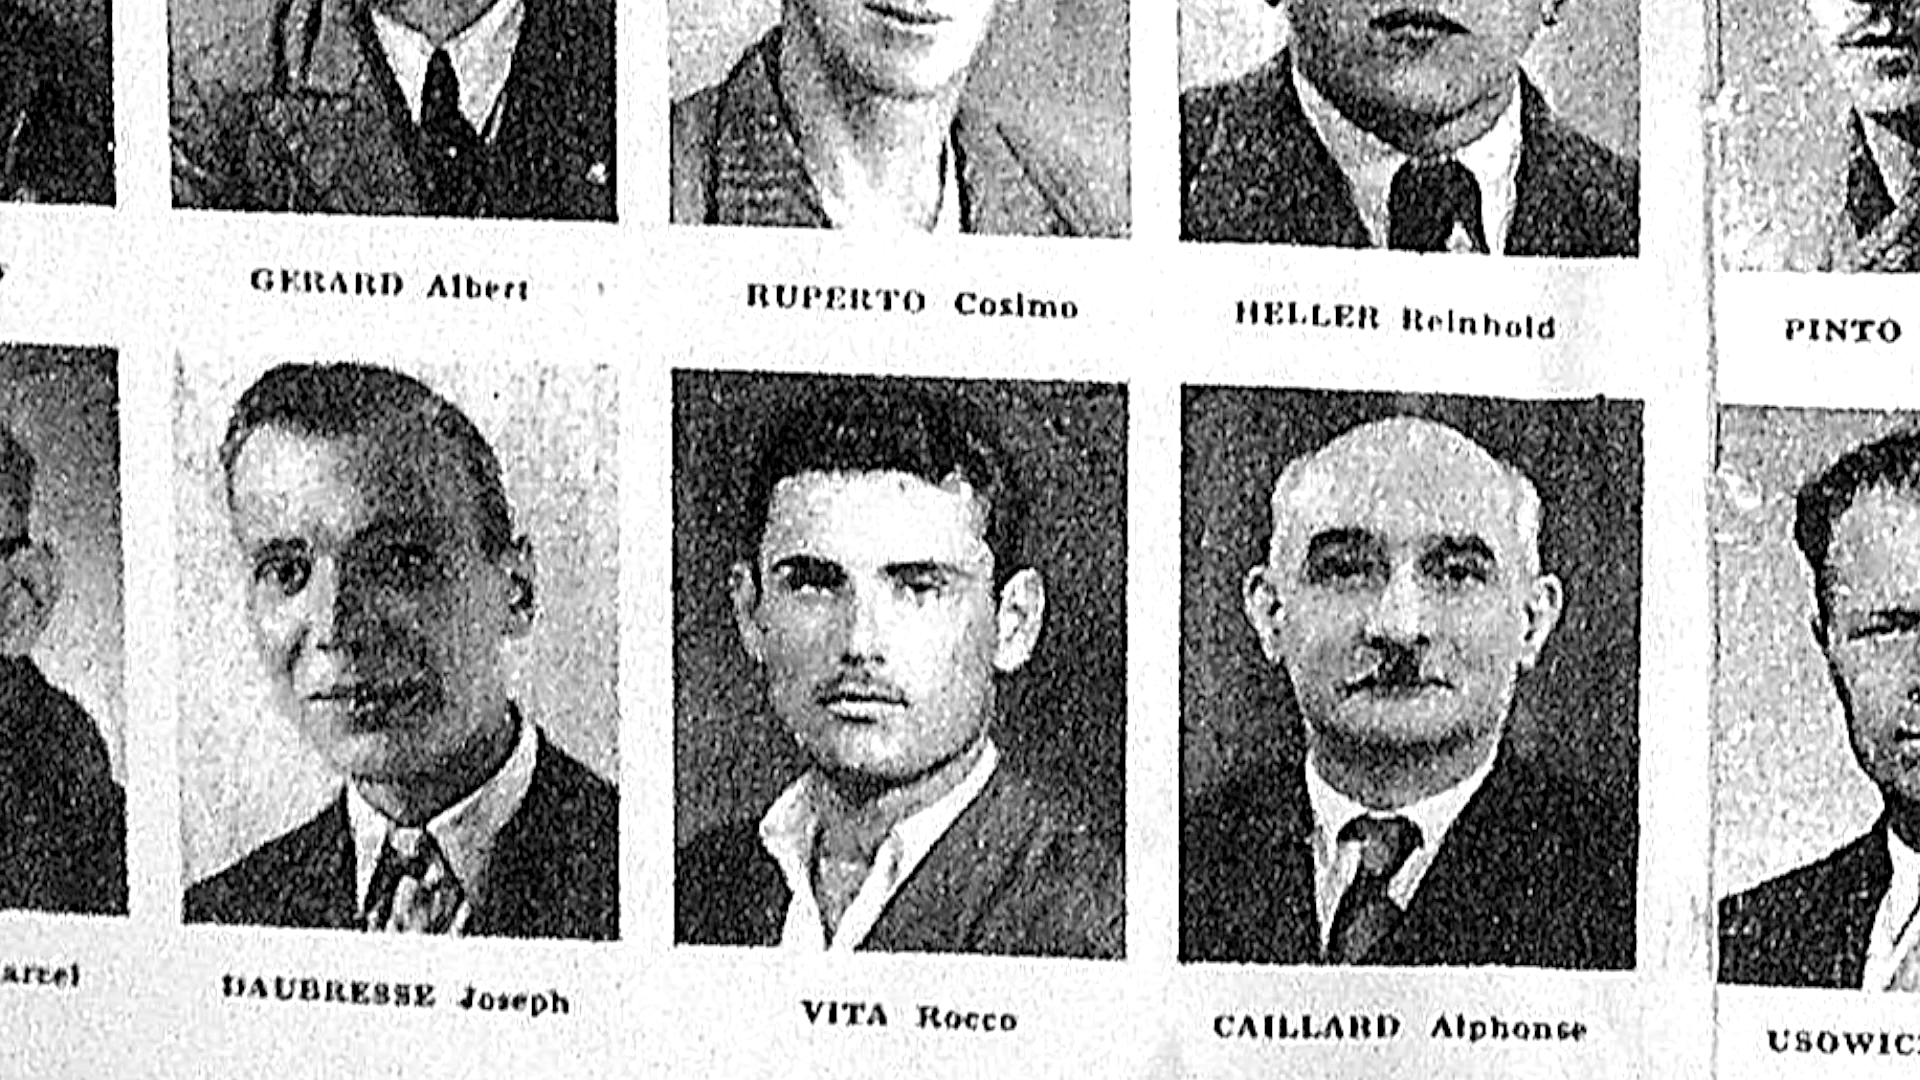 GERARD Albert
RUPERTO Cosimo
HELLER Reinhold
PINTO
DAUBRESSE Joseph
VITA Rocco
CAILLARD Alphonse